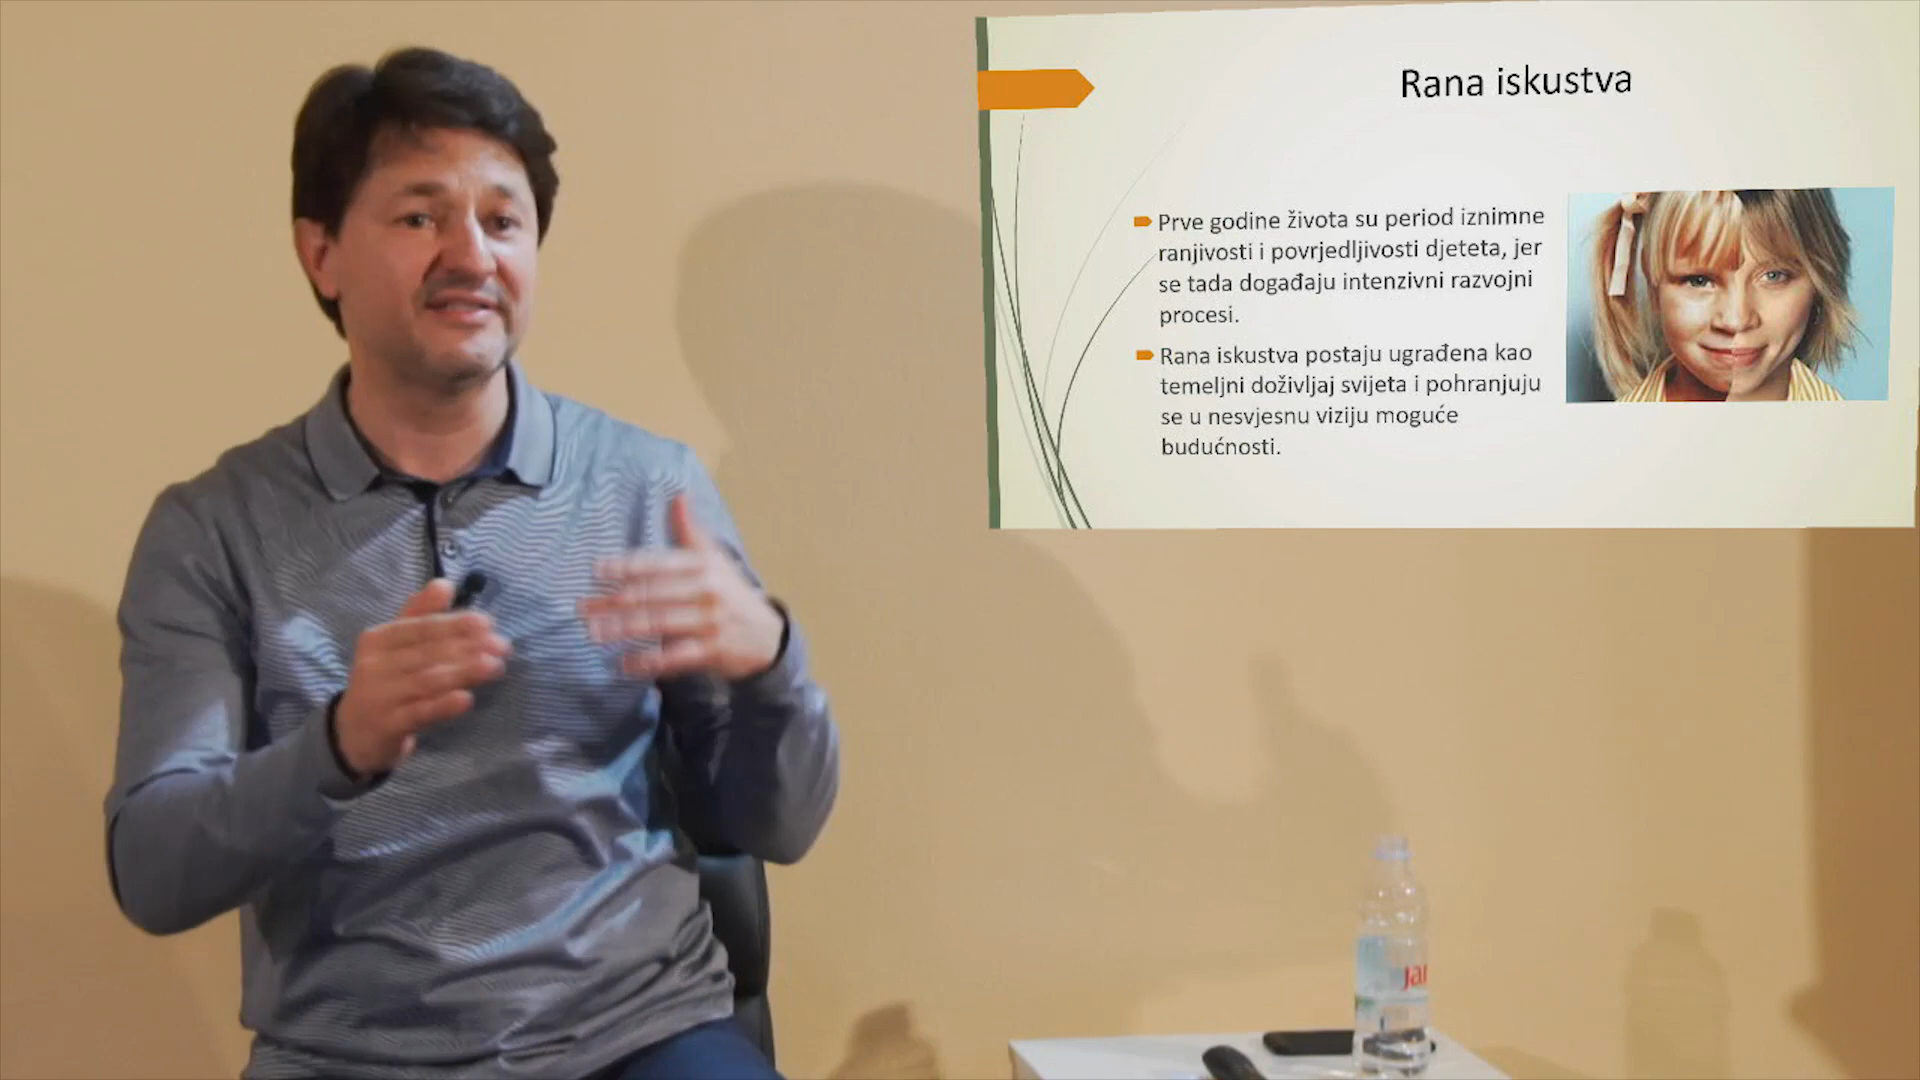 Rana iskustva
Prve godine života su period iznimne
ranjivosti i povrjedljivosti djeteta, jer
se tada događaju intenzivni razvojni
procesi.
Rana iskustva postaju ugrađena kao
temeljni doživljaj svijeta i pohranjuju
se u nesvjesnu viziju moguće
budućnosti.
Jan